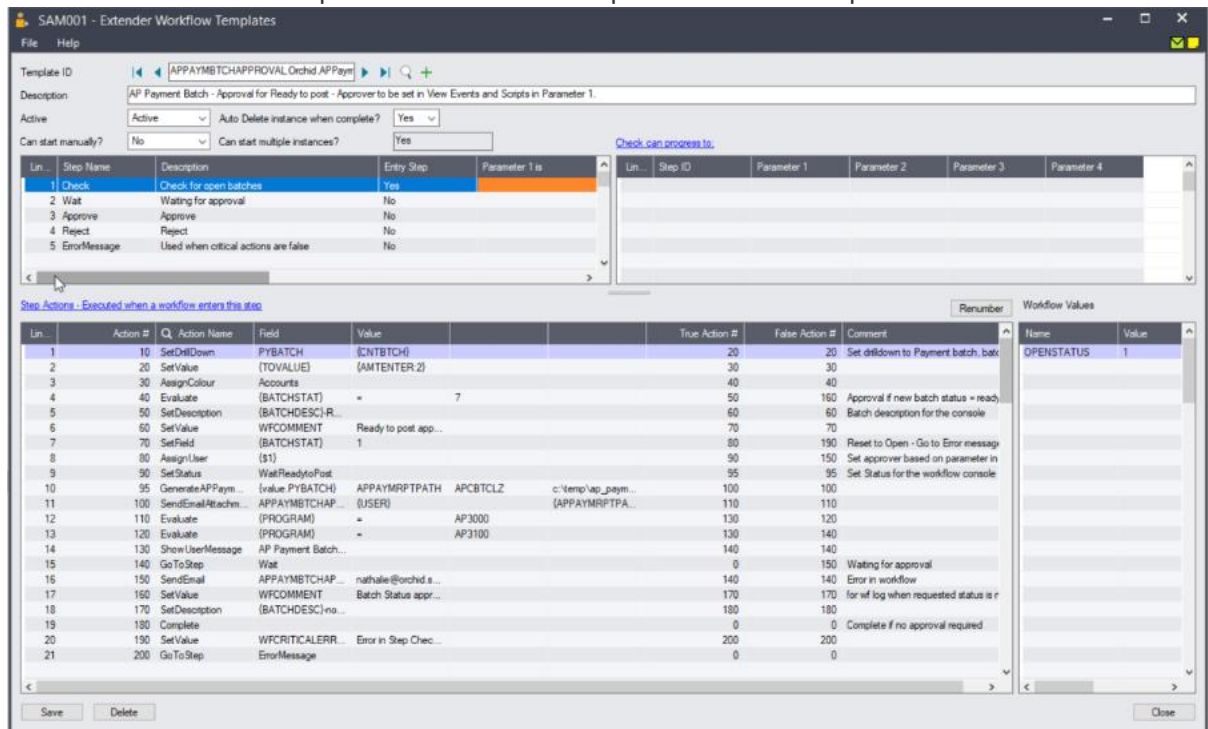 SAM001 - Extender Workflow Templates
File Help
Template ID APPAYMBTCHAPPROVAL.Orchid.APPaym
Description AP Payment Batch - Approval for Ready to post - Approver to be set in View Events and Scripts in Parameter 1.
Active Active Auto Delete instance when complete? Yes
Can start manually? No Can start multiple instances? Yes Check can progress to:
Lin... Step Name Description Entry Step Parameter 1 is Lin... Step ID Parameter 1 Parameter 2 Parameter 3 Parameter 4
1 Check Check for open batches Yes
2 Wait Waiting for approval No
3 Approve Approve No
4 Reject Reject No
5 ErrorMessage Used when critical actions are false No
Step Actions - Executed when a workflow enters this step Renumber Workflow Values
Lin... Action # Action Name Field Value True Action # False Action # Comment Name Value
1 10 SetDrillDown PYBATCH {CNTBTCH} 20 20 Set drilldown to Payment batch, batc OPENSTATUS 1
2 20 SetValue {TOVALUE} {AMTENTER:2} 30 30
3 30 AssignColour Accounts 40 40
4 40 Evaluate {BATCHSTAT} = 7 50 160 Approval if new batch status = ready
5 50 SetDescription {BATCHDESC}-R... 60 60 Batch description for the console
6 60 SetValue WFCOMMENT Ready to post app... 70 70
7 70 SetField {BATCHSTAT} 1 80 190 Reset to Open - Go to Error message
8 80 AssignUser {$1} 90 150 Set approver based on parameter in
9 90 SetStatus WaitReadytoPost 95 95 Set Status for the workflow console
10 95 GenerateAPPaym... {value.PYBATCH} APPAYMRPTPATH APCBTCLZ c:\temp\ap_paym... 100 100
11 100 SendEmailAttachm... APPAYMBTCHAP... {USER} {APPAYMRPTPA... 110 110
12 110 Evaluate {PROGRAM} = AP3000 130 120
13 120 Evaluate {PROGRAM} = AP3100 130 140
14 130 ShowUserMessage AP Payment Batch... 140 140
15 140 GoToStep Wait 0 150 Waiting for approval
16 150 SendEmail APPAYMBTCHAP... nathalie@orchid.s... 140 140 Error in workflow
17 160 SetValue WFCOMMENT Batch Status appr... 170 170 for wf log when requested status is r
18 170 SetDescription {BATCHDESC}-no... 180 180
19 180 Complete 0 0 Complete if no approval required
20 190 SetValue WFCRITICALERR... Error in Step Chec... 200 200
21 200 GoToStep ErrorMessage 0 0
Save Delete Close